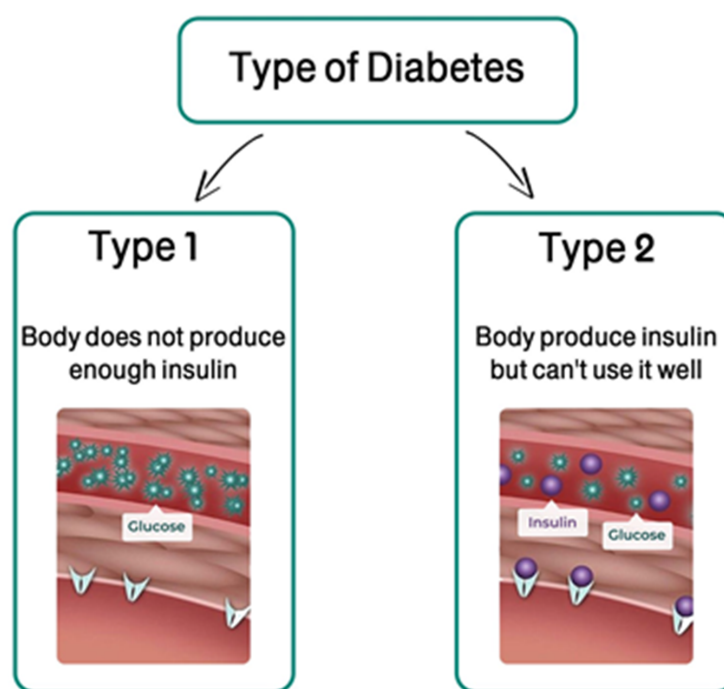 Type of Diabetes
Type 1
Body does not produce
enough insulin
Glucose
Type 2
Body produce insulin
but can't use it well
Insulin
Glucose